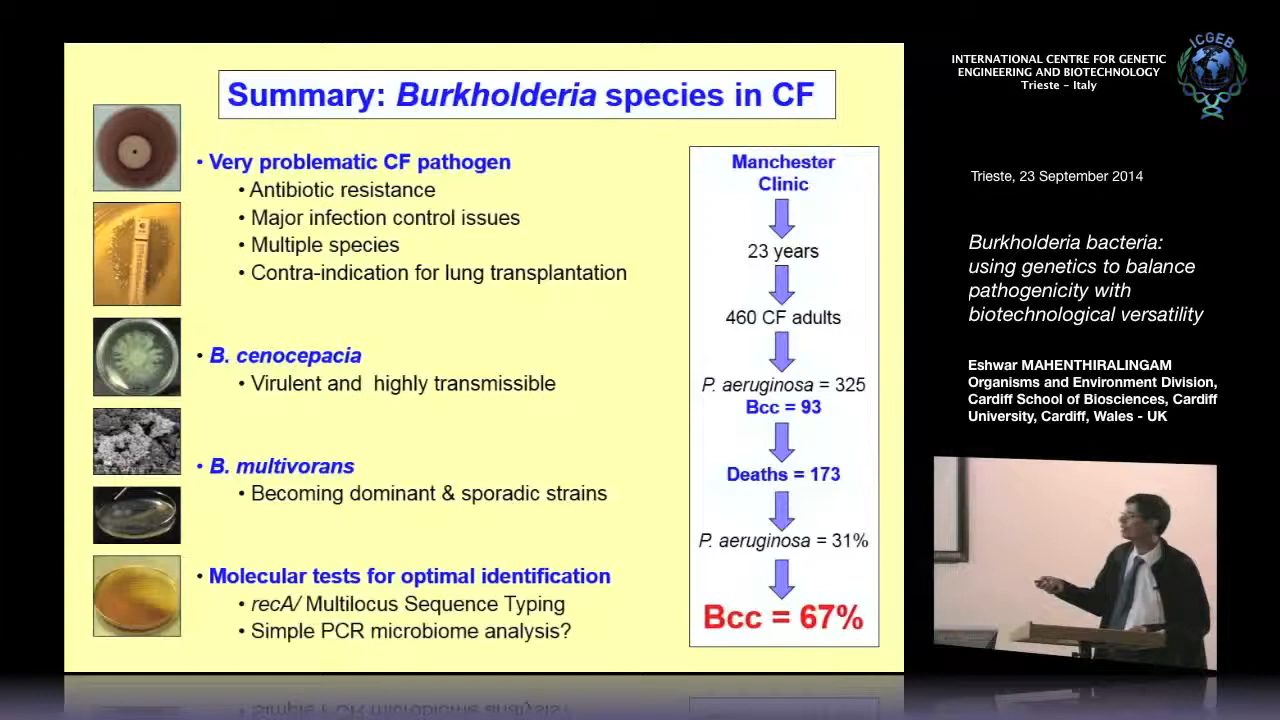 Summary: Burkholderia species in CF
• Very problematic CF pathogen
• Antibiotic resistance
• Major infection control issues
• Multiple species
• Contra-indication for lung transplantation
• B. cenocepacia
• Virulent and highly transmissible
• B. multivorans
• Becoming dominant & sporadic strains
• Molecular tests for optimal identification
• recA/ Multilocus Sequence Typing
• Simple PCR microbiome analysis?
Manchester
Clinic
23 years
460 CF adults
P. aeruginosa = 325
Bcc = 93
Deaths = 173
P. aeruginosa = 31%
Bcc = 67%
INTERNATIONAL CENTRE FOR GENETIC
ENGINEERING AND BIOTECHNOLOGY
Trieste - Italy
ICGEB
Trieste, 23 September 2014
Burkholderia bacteria:
using genetics to balance
pathogenicity with
biotechnological versatility
Eshwar MAHENTHIRALINGAM
Organisms and Environment Division,
Cardiff School of Biosciences, Cardiff
University, Cardiff, Wales - UK